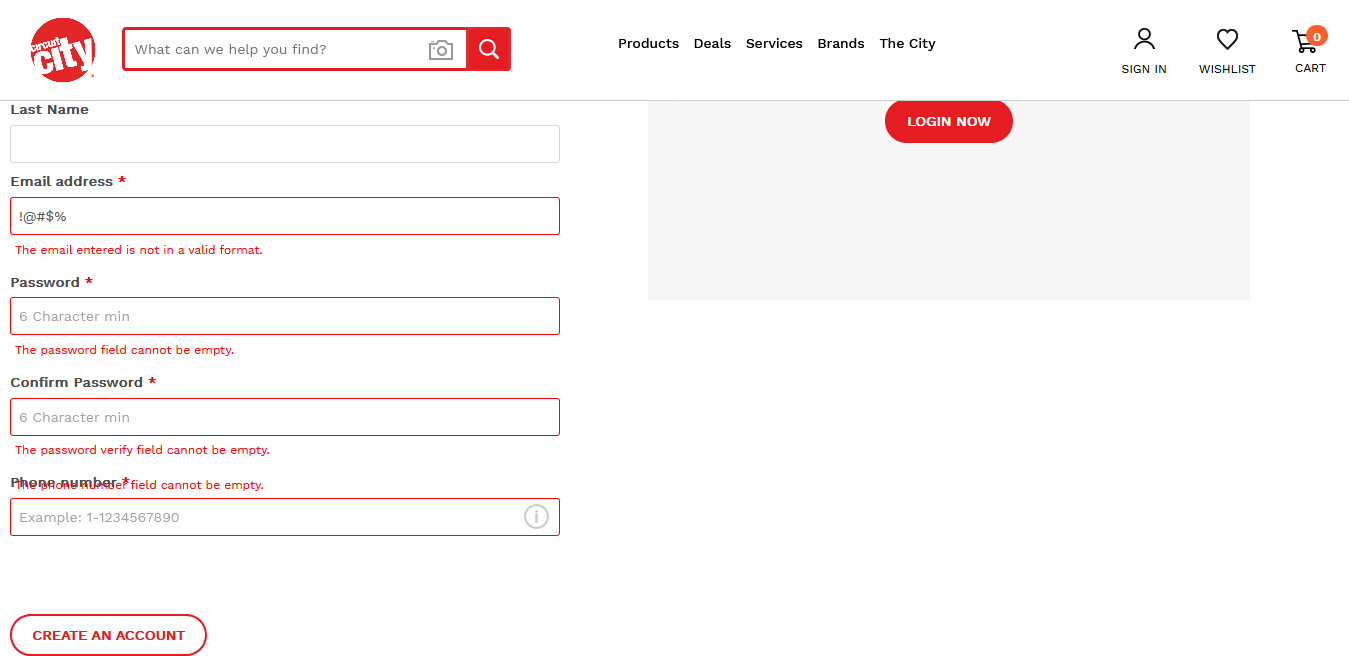 circuit city
What can we help you find?
Products Deals Services Brands The City
SIGN IN
WISHLIST
0
CART
Last Name
Email address *
!@#$%
The email entered is not in a valid format.
Password *
6 Character min
The password field cannot be empty.
Confirm Password *
6 Character min
The password verify field cannot be empty.
Phone number *
The phone number field cannot be empty.
Example: 1-1234567890
CREATE AN ACCOUNT
LOGIN NOW